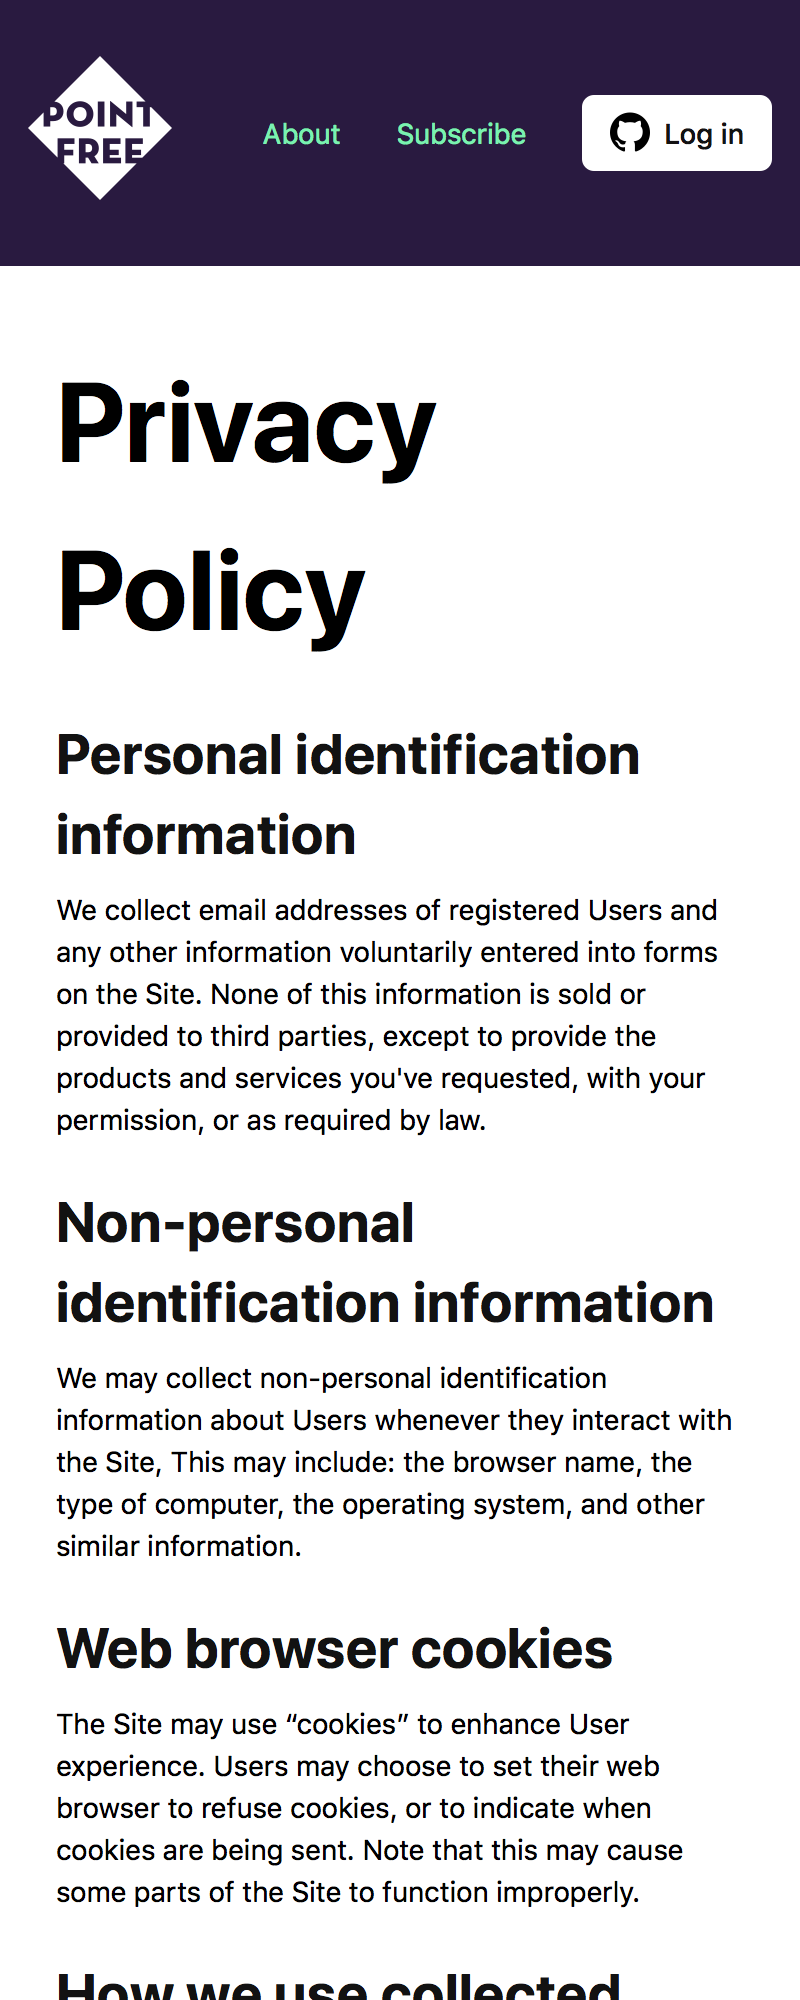 POINT
FREE
About
Subscribe
Log in
Privacy
Policy
Personal identification
information
We collect email addresses of registered Users and
any other information voluntarily entered into forms
on the Site. None of this information is sold or
provided to third parties, except to provide the
products and services you've requested, with your
permission, or as required by law.
Non-personal
identification information
We may collect non-personal identification
information about Users whenever they interact with
the Site, This may include: the browser name, the
type of computer, the operating system, and other
similar information.
Web browser cookies
The Site may use “cookies” to enhance User
experience. Users may choose to set their web
browser to refuse cookies, or to indicate when
cookies are being sent. Note that this may cause
some parts of the Site to function improperly.
How we use collected